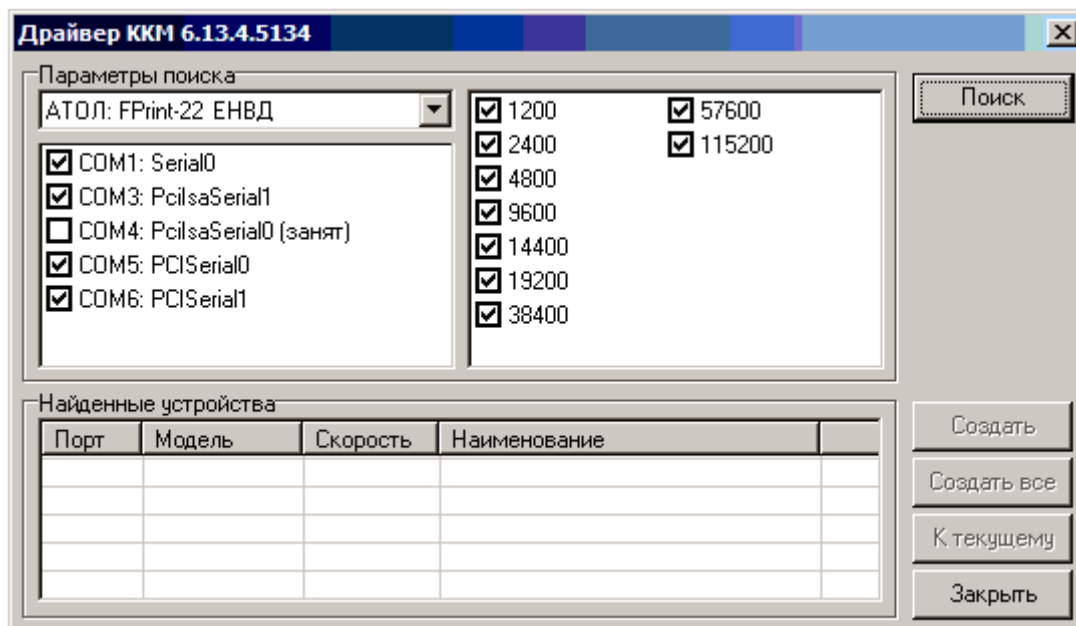 Драйвер ККМ 6.13.4.5134
Параметры поиска
АТОЛ: FPrint-22 ЕНВД
COM1: Serial0
COM3: PciIsaSerial1
COM4: PciIsaSerial0 (занят)
COM5: PCISerial0
COM6: PCISerial1
1200
2400
4800
9600
14400
19200
38400
57600
115200
Поиск
Найденные устройства
Порт Модель Скорость Наименование
Создать
Создать все
К текущему
Закрыть